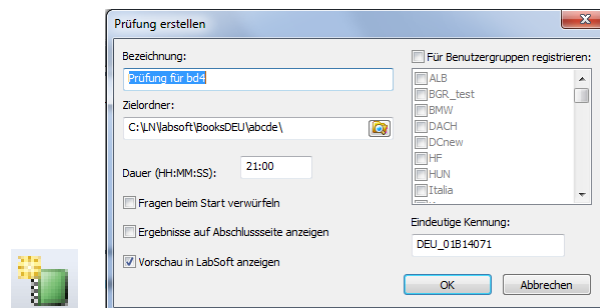 Prüfung erstellen
Bezeichnung:
Prüfung für bd4
Zielordner:
C:\LN\labsoft\BooksDEU\abcde\
Dauer (HH:MM:SS):
21:00
Fragen beim Start verwürfeln
Ergebnisse auf Abschlussseite anzeigen
Vorschau in LabSoft anzeigen
Für Benutzergruppen registrieren:
ALB
BGR_test
BMW
DACH
DCnew
HF
HUN
Italia
Eindeutige Kennung:
DEU_01B14071
OK
Abbrechen